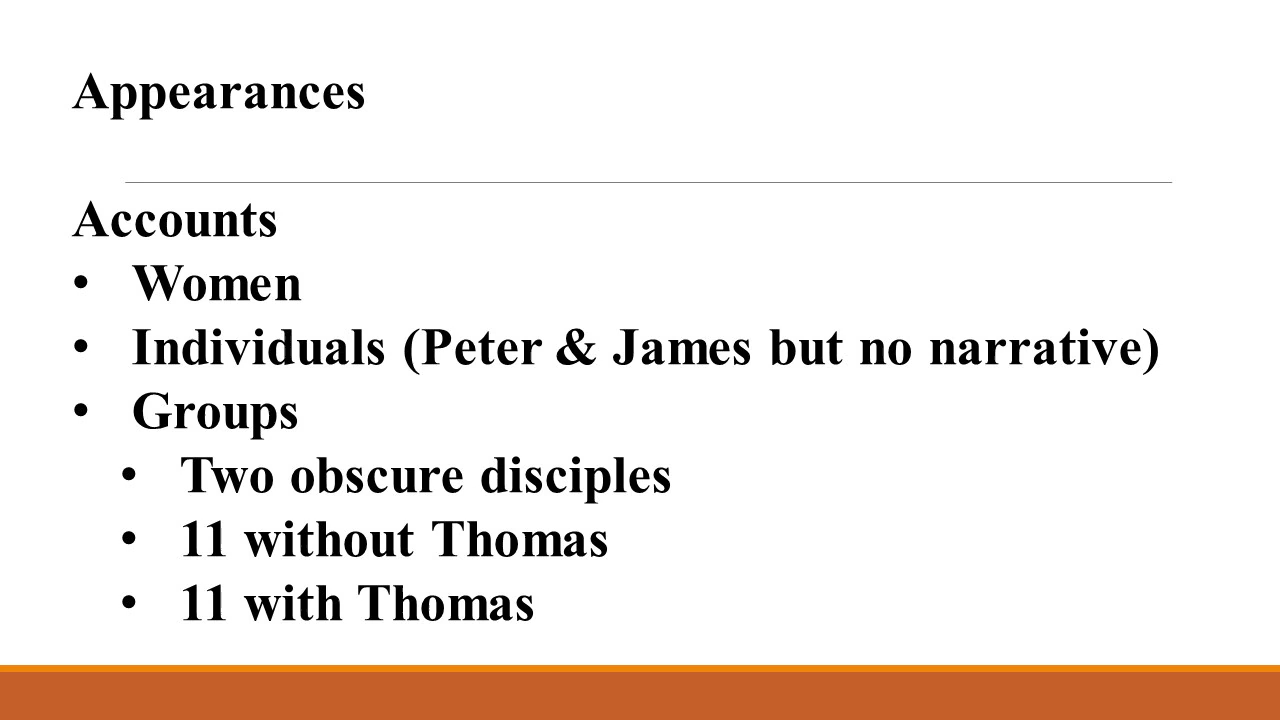 Appearances
Accounts
• Women
• Individuals (Peter & James but no narrative)
• Groups
• Two obscure disciples
• 11 without Thomas
• 11 with Thomas